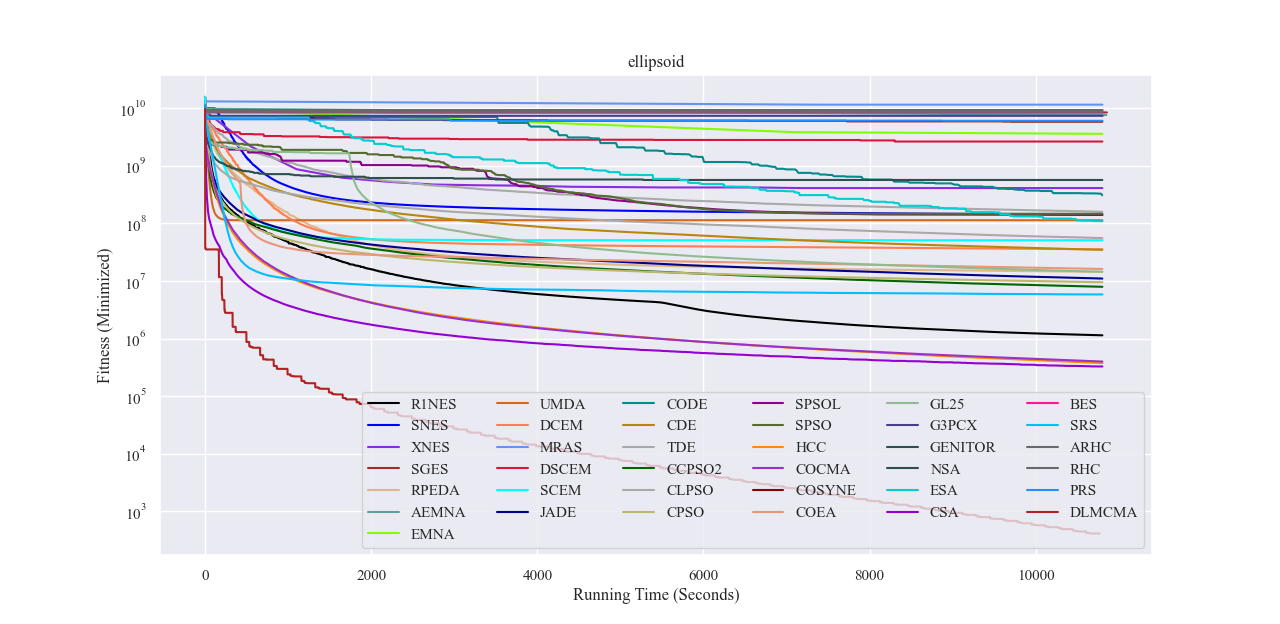 ellipsoid
Fitness (Minimized)
10^10
10^9
10^8
10^7
10^6
10^5
10^4
10^3
R1NES UMDA CODE SPSOL GL25 BES
SNES DCEM CDE SPSO G3PCX SRS
XNES MRAS TDE HCC GENITOR ARHC
SGES DSCEM CCPSO2 COCMA NSA RHC
RPEDA SCEM CLPSO COSYNE ESA PRS
AEMNA JADE CPSO COEA CSA DLMCMA
EMNA
0 2000 4000 6000 8000 10000
Running Time (Seconds)